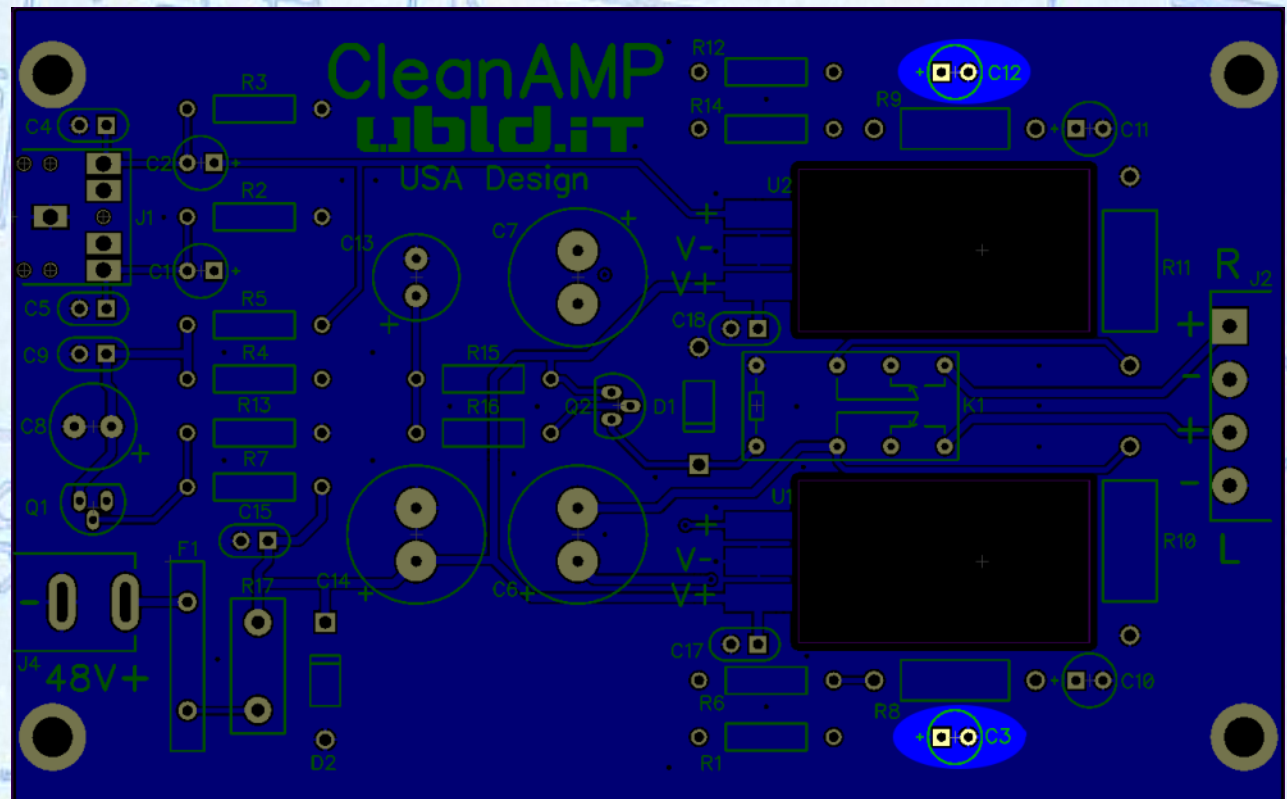 CleanAMP
ubld.it
USA Design
R12
+ C12
R3
R14
R9
C4
+ C11
C2 +
U2
R2
J1
C13
C7 +
+
V-
V+
R11
R
J2
C1 +
C5
R5
+
C18
+
C9
R4
R15
-
K1
C8
R13
R16
Q2
D1
+
+
R7
-
Q1
C15
U1
+
L
F1
V-
R10
-
R17
C14
+
C6
+
V+
J4
48V+
C17
R6
+ C10
R8
D2
R1
+ C3